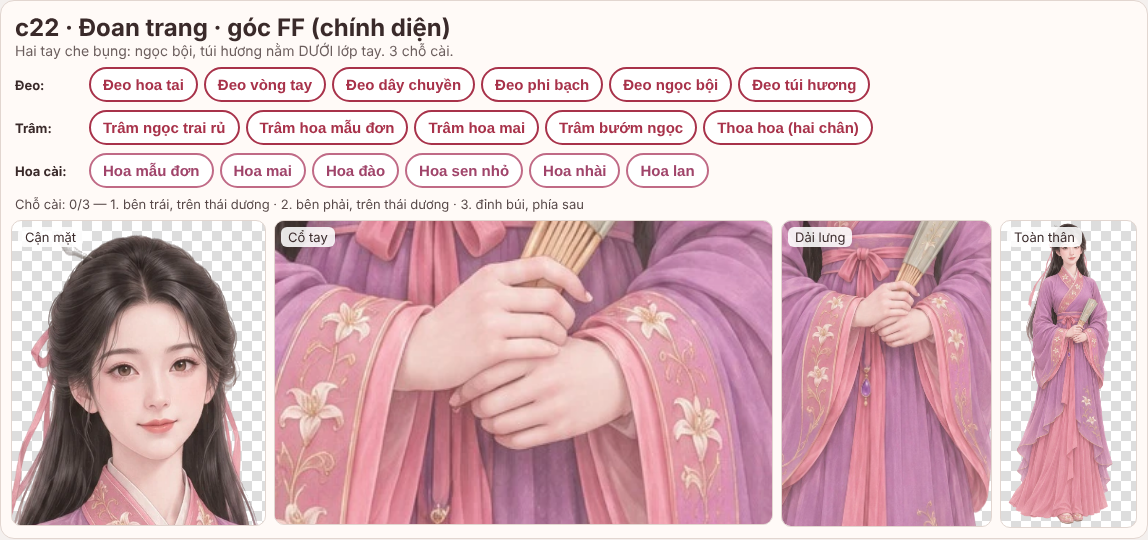 c22 · Đoan trang · góc FF (chính diện)
Hai tay che bụng: ngọc bội, túi hương nằm DƯỚI lớp tay. 3 chỗ cài.
Đeo: Đeo hoa tai Đeo vòng tay Đeo dây chuyền Đeo phi bạch Đeo ngọc bội Đeo túi hương
Trâm: Trâm ngọc trai rủ Trâm hoa mẫu đơn Trâm hoa mai Trâm bướm ngọc Thoa hoa (hai chân)
Hoa cài: Hoa mẫu đơn Hoa mai Hoa đào Hoa sen nhỏ Hoa nhài Hoa lan
Chỗ cài: 0/3 — 1. bên trái, trên thái dương · 2. bên phải, trên thái dương · 3. đỉnh búi, phía sau
Cận mặt Cổ tay Dải lưng Toàn thân